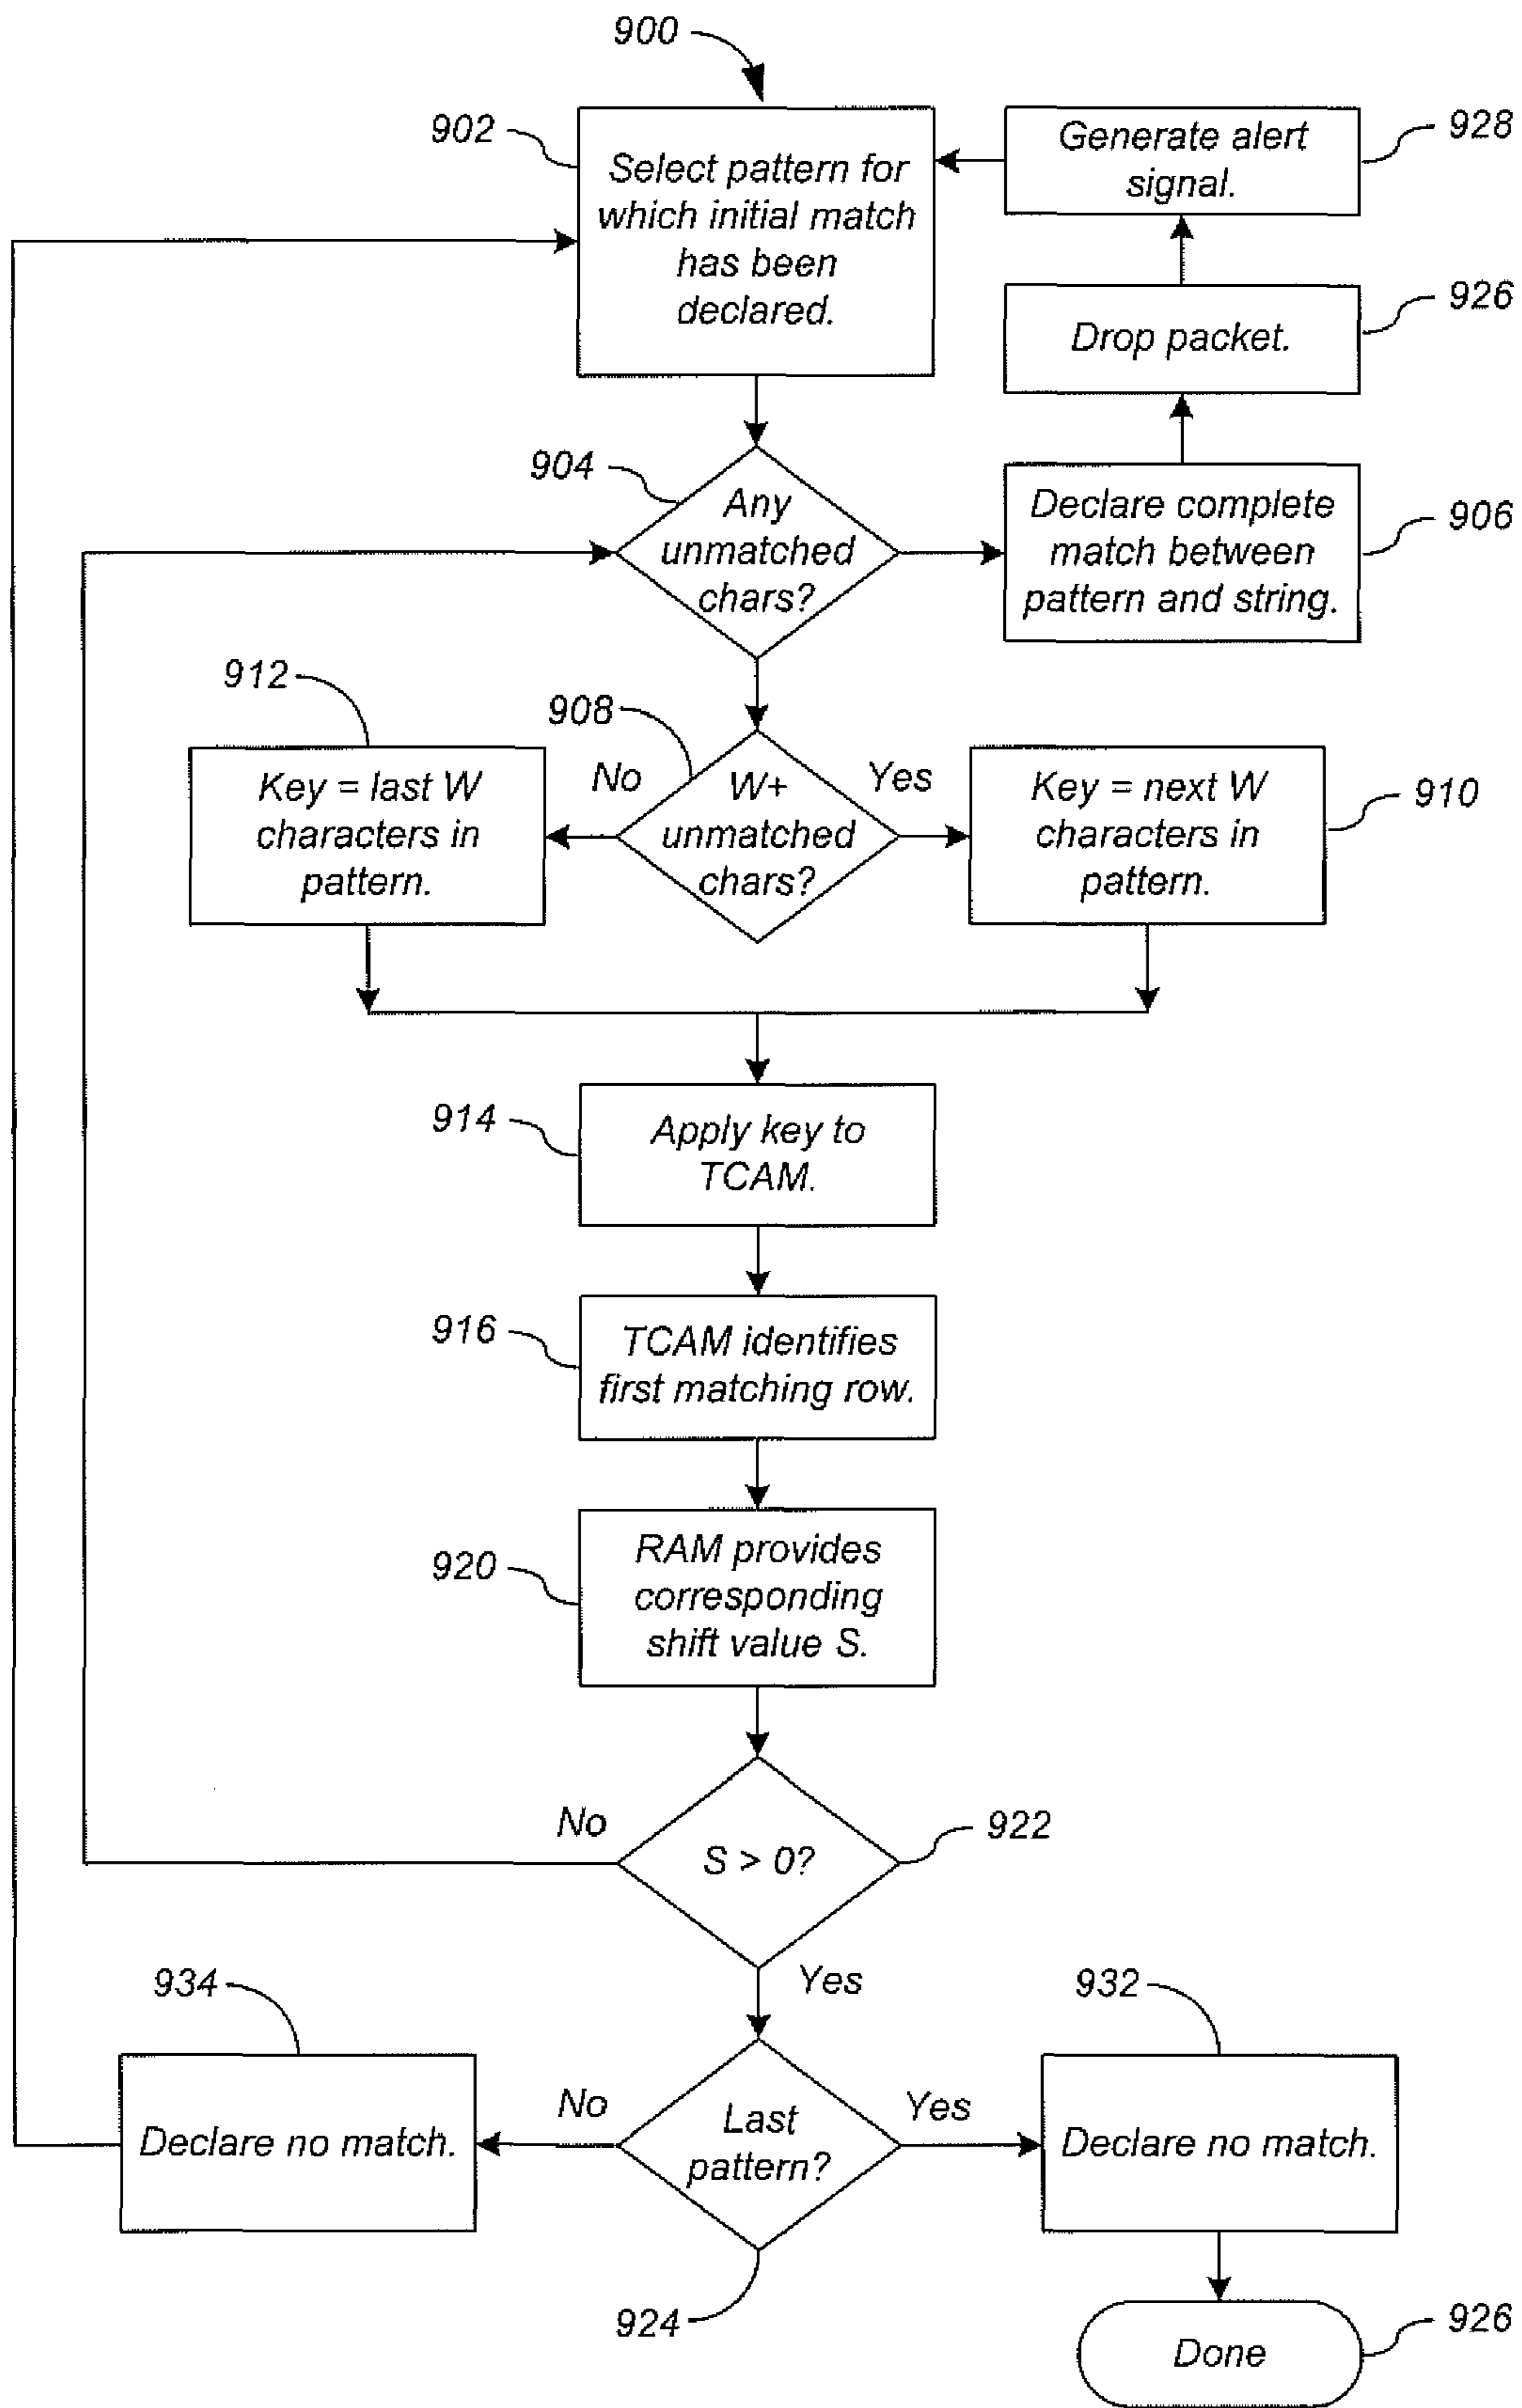 900
902
Select pattern for
which initial match
has been
declared.
Generate alert
signal.
928
Drop packet.
926
904
Any
unmatched
chars?
Declare complete
match between
pattern and string.
906
912
908
Key = last W
characters in
pattern.
No
W+
unmatched
chars?
Yes
Key = next W
characters in
pattern.
910
914
Apply key to
TCAM.
916
TCAM identifies
first matching row.
920
RAM provides
corresponding
shift value S.
No
S > 0?
922
Yes
934
932
Declare no match.
No
Last
pattern?
Yes
Declare no match.
924
Done
926